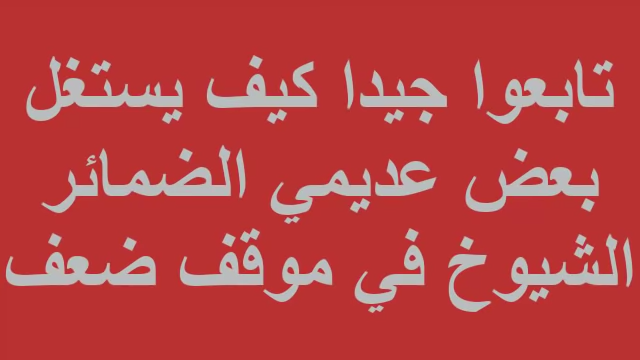 تابعوا جيدا كيف يستغل
بعض عديمي الضمائر
الشيوخ في موقف ضعف